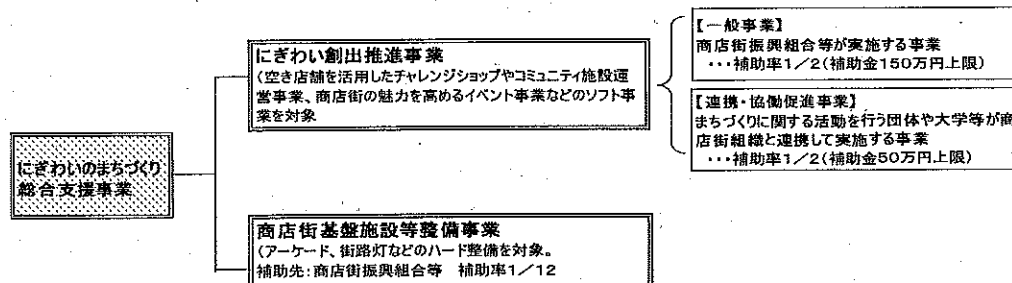 にぎわいのまちづくり
総合支援事業
にぎわい創出推進事業
(空き店舗を活用したチャレンジショップやコミュニティ施設運
営事業、商店街の魅力を高めるイベント事業などのソフト事
業を対象
【一般事業】
商店街振興組合等が実施する事業
・・・補助率1/2(補助金150万円上限)
【連携・協働促進事業】
まちづくりに関する活動を行う団体や大学等が商
店街組織と連携して実施する事業
・・・補助率1/2(補助金50万円上限)
商店街基盤施設等整備事業
(アーケード、街路灯などのハード整備を対象。
補助先:商店街振興組合等 補助率1/12